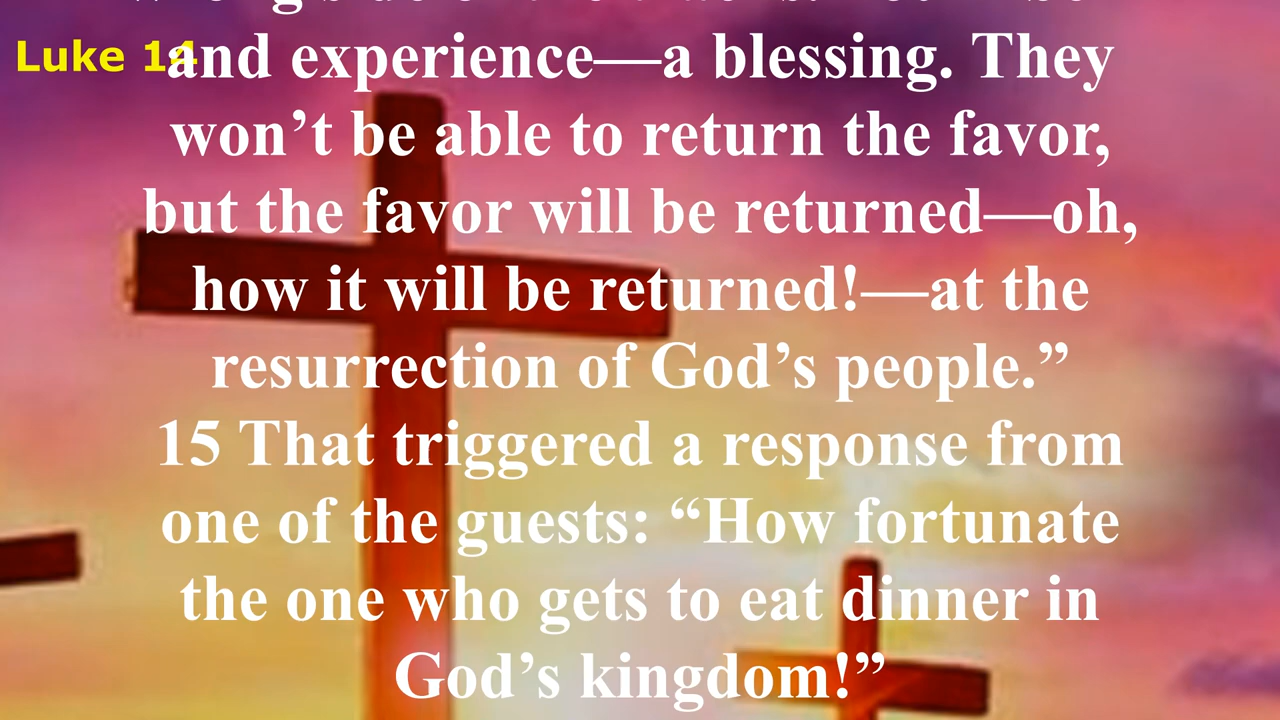 Luke 14
and experience—a blessing. They
won’t be able to return the favor,
but the favor will be returned—oh,
how it will be returned!—at the
resurrection of God’s people.”
15 That triggered a response from
one of the guests: “How fortunate
the one who gets to eat dinner in
God’s kingdom!”